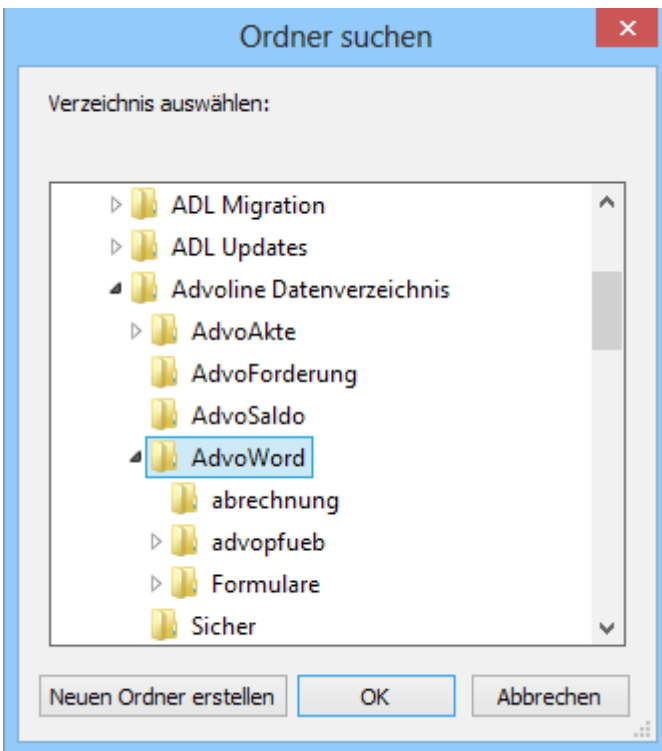 Ordner suchen
Verzeichnis auswählen:
ADL Migration
ADL Updates
Advoline Datenverzeichnis
AdvoAkte
AdvoForderung
AdvoSaldo
AdvoWord
abrechnung
advopfueb
Formulare
Sicher
Neuen Ordner erstellen OK Abbrechen